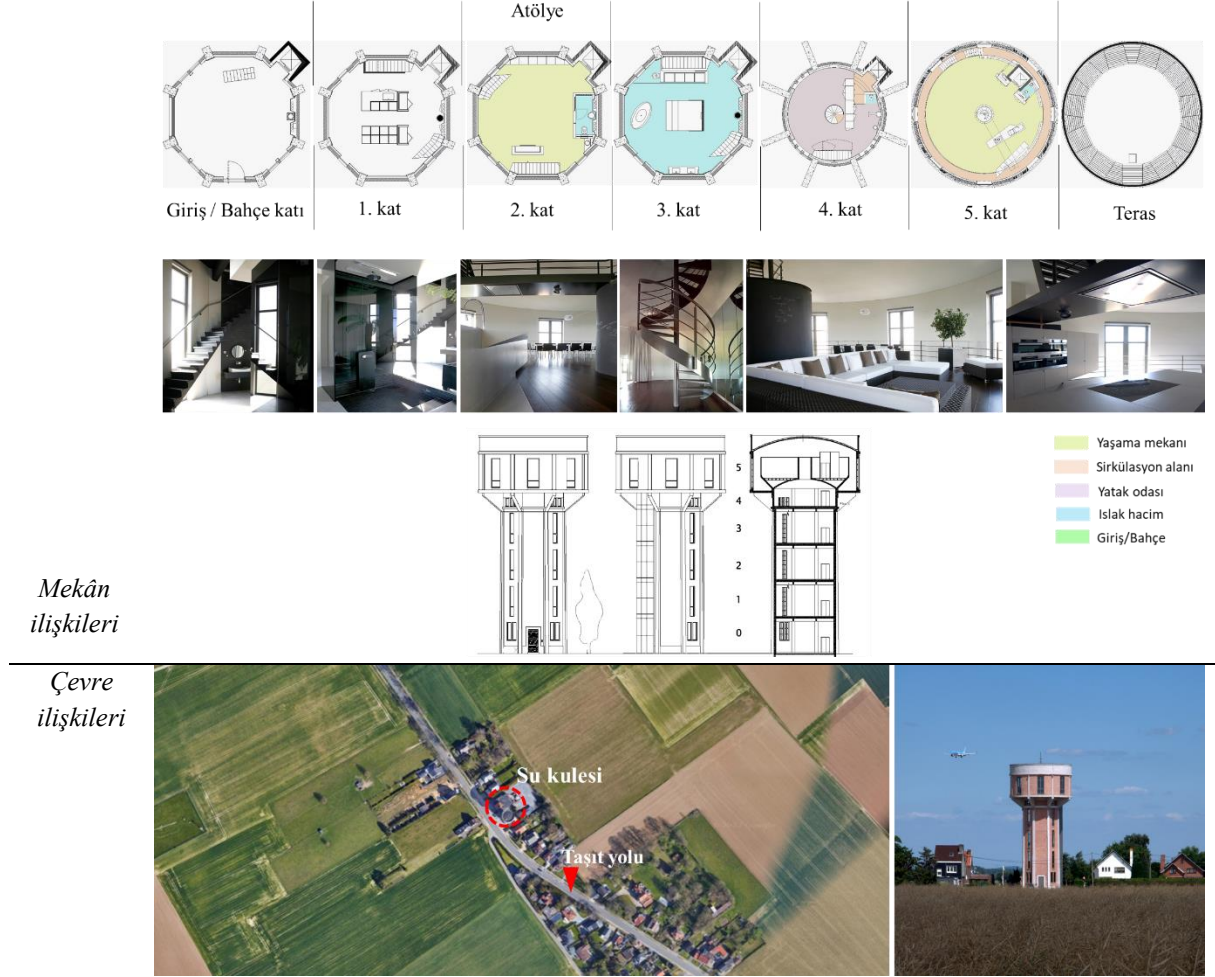 Atölye
Giriş / Bahçe katı
1. kat
2. kat
3. kat
4. kat
5. kat
Teras
5
4
3
2
1
0
Yaşama mekanı
Sirkülasyon alanı
Yatak odası
Islak hacim
Giriş/Bahçe
Mekân
ilişkileri
Çevre
ilişkileri
Su kulesi
Taşıt yolu